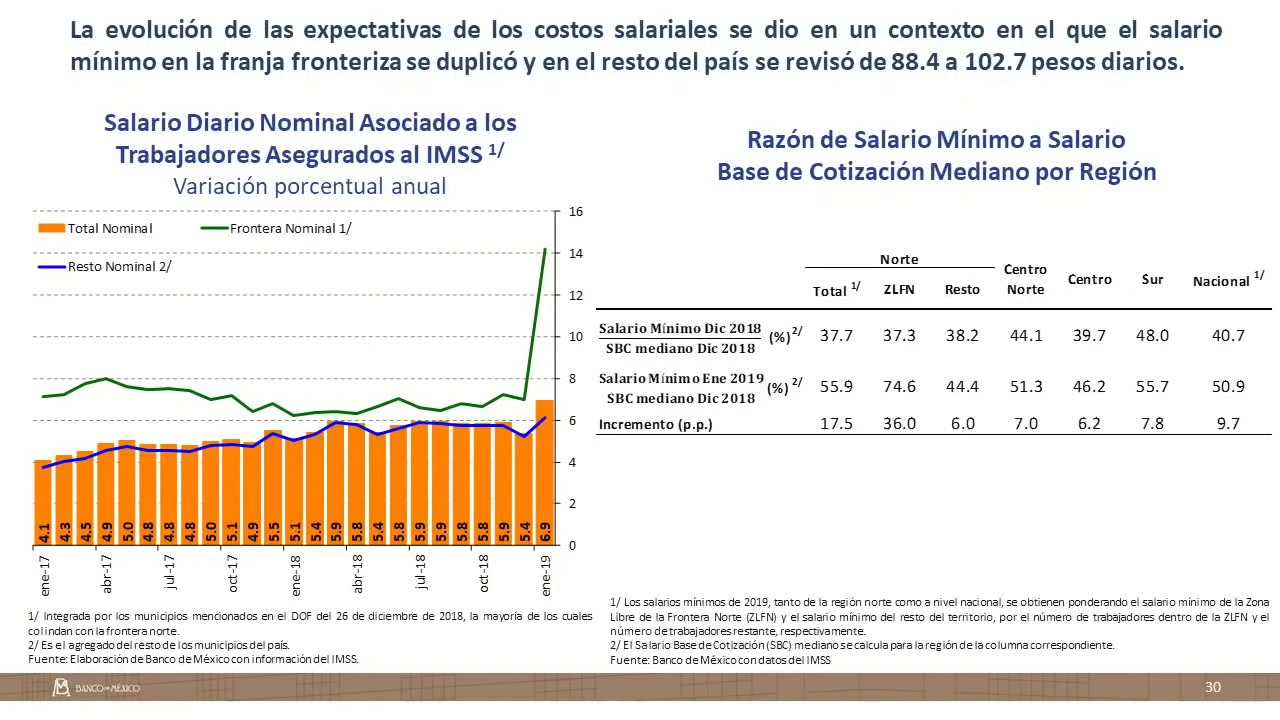 La evolución de las expectativas de los costos salariales se dio en un contexto en el que el salario
mínimo en la franja fronteriza se duplicó y en el resto del país se revisó de 88.4 a 102.7 pesos diarios.
Salario Diario Nominal Asociado a los
Trabajadores Asegurados al IMSS 1/
Variación porcentual anual
Total Nominal
Frontera Nominal 1/
Resto Nominal 2/
16
14
12
10
8
6
4
2
0
4.1 4.3 4.5 4.9 5.0 4.8 4.8 4.8 5.0 5.1 4.9 5.5 5.1 5.4 5.9 5.8 5.4 5.8 5.9 5.9 5.8 5.8 5.9 5.4 6.9
ene-17 abr-17 jul-17 oct-17 ene-18 abr-18 jul-18 oct-18 ene-19
1/ Integrada por los municipios mencionados en el DOF del 26 de diciembre de 2018, la mayoría de los cuales
colindan con la frontera norte.
2/ Es el agregado del resto de los municipios del país.
Fuente: Elaboración de Banco de México con información del IMSS.
Razón de Salario Mínimo a Salario
Base de Cotización Mediano por Región
Norte
Total 1/ ZLFN Resto
Centro
Norte
Centro Sur Nacional 1/
Salario Mínimo Dic 2018
SBC mediano Dic 2018
(%) 2/ 37.7 37.3 38.2 44.1 39.7 48.0 40.7
Salario Mínimo Ene 2019
SBC mediano Dic 2018
(%) 2/ 55.9 74.6 44.4 51.3 46.2 55.7 50.9
Incremento (p.p.) 17.5 36.0 6.0 7.0 6.2 7.8 9.7
1/ Los salarios mínimos de 2019, tanto de la región norte como a nivel nacional, se obtienen ponderando el salario mínimo de la Zona
Libre de la Frontera Norte (ZLFN) y el salario mínimo del resto del territorio, por el número de trabajadores dentro de la ZLFN y el
número de trabajadores restante, respectivamente.
2/ El Salario Base de Cotización (SBC) mediano se calcula para la región de la columna correspondiente.
Fuente: Banco de México con datos del IMSS
BANCO DE MÉXICO
30